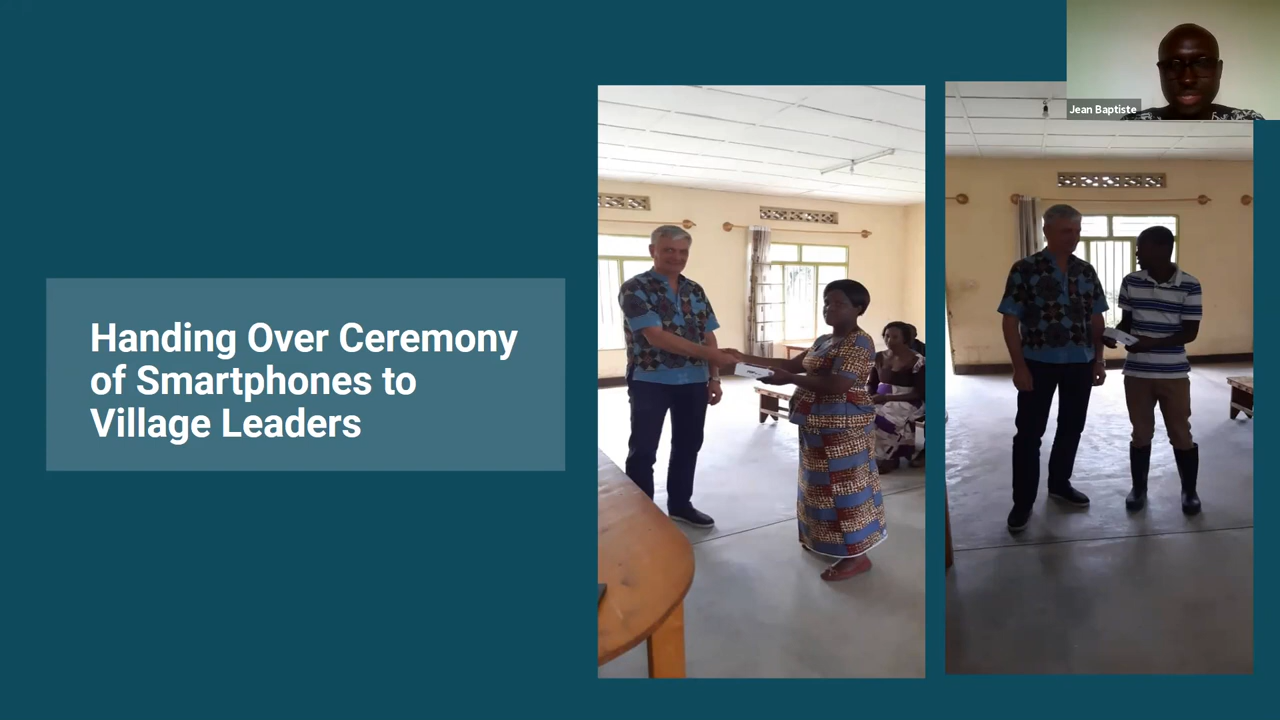 Jean Baptiste
Handing Over Ceremony
of Smartphones to
Village Leaders